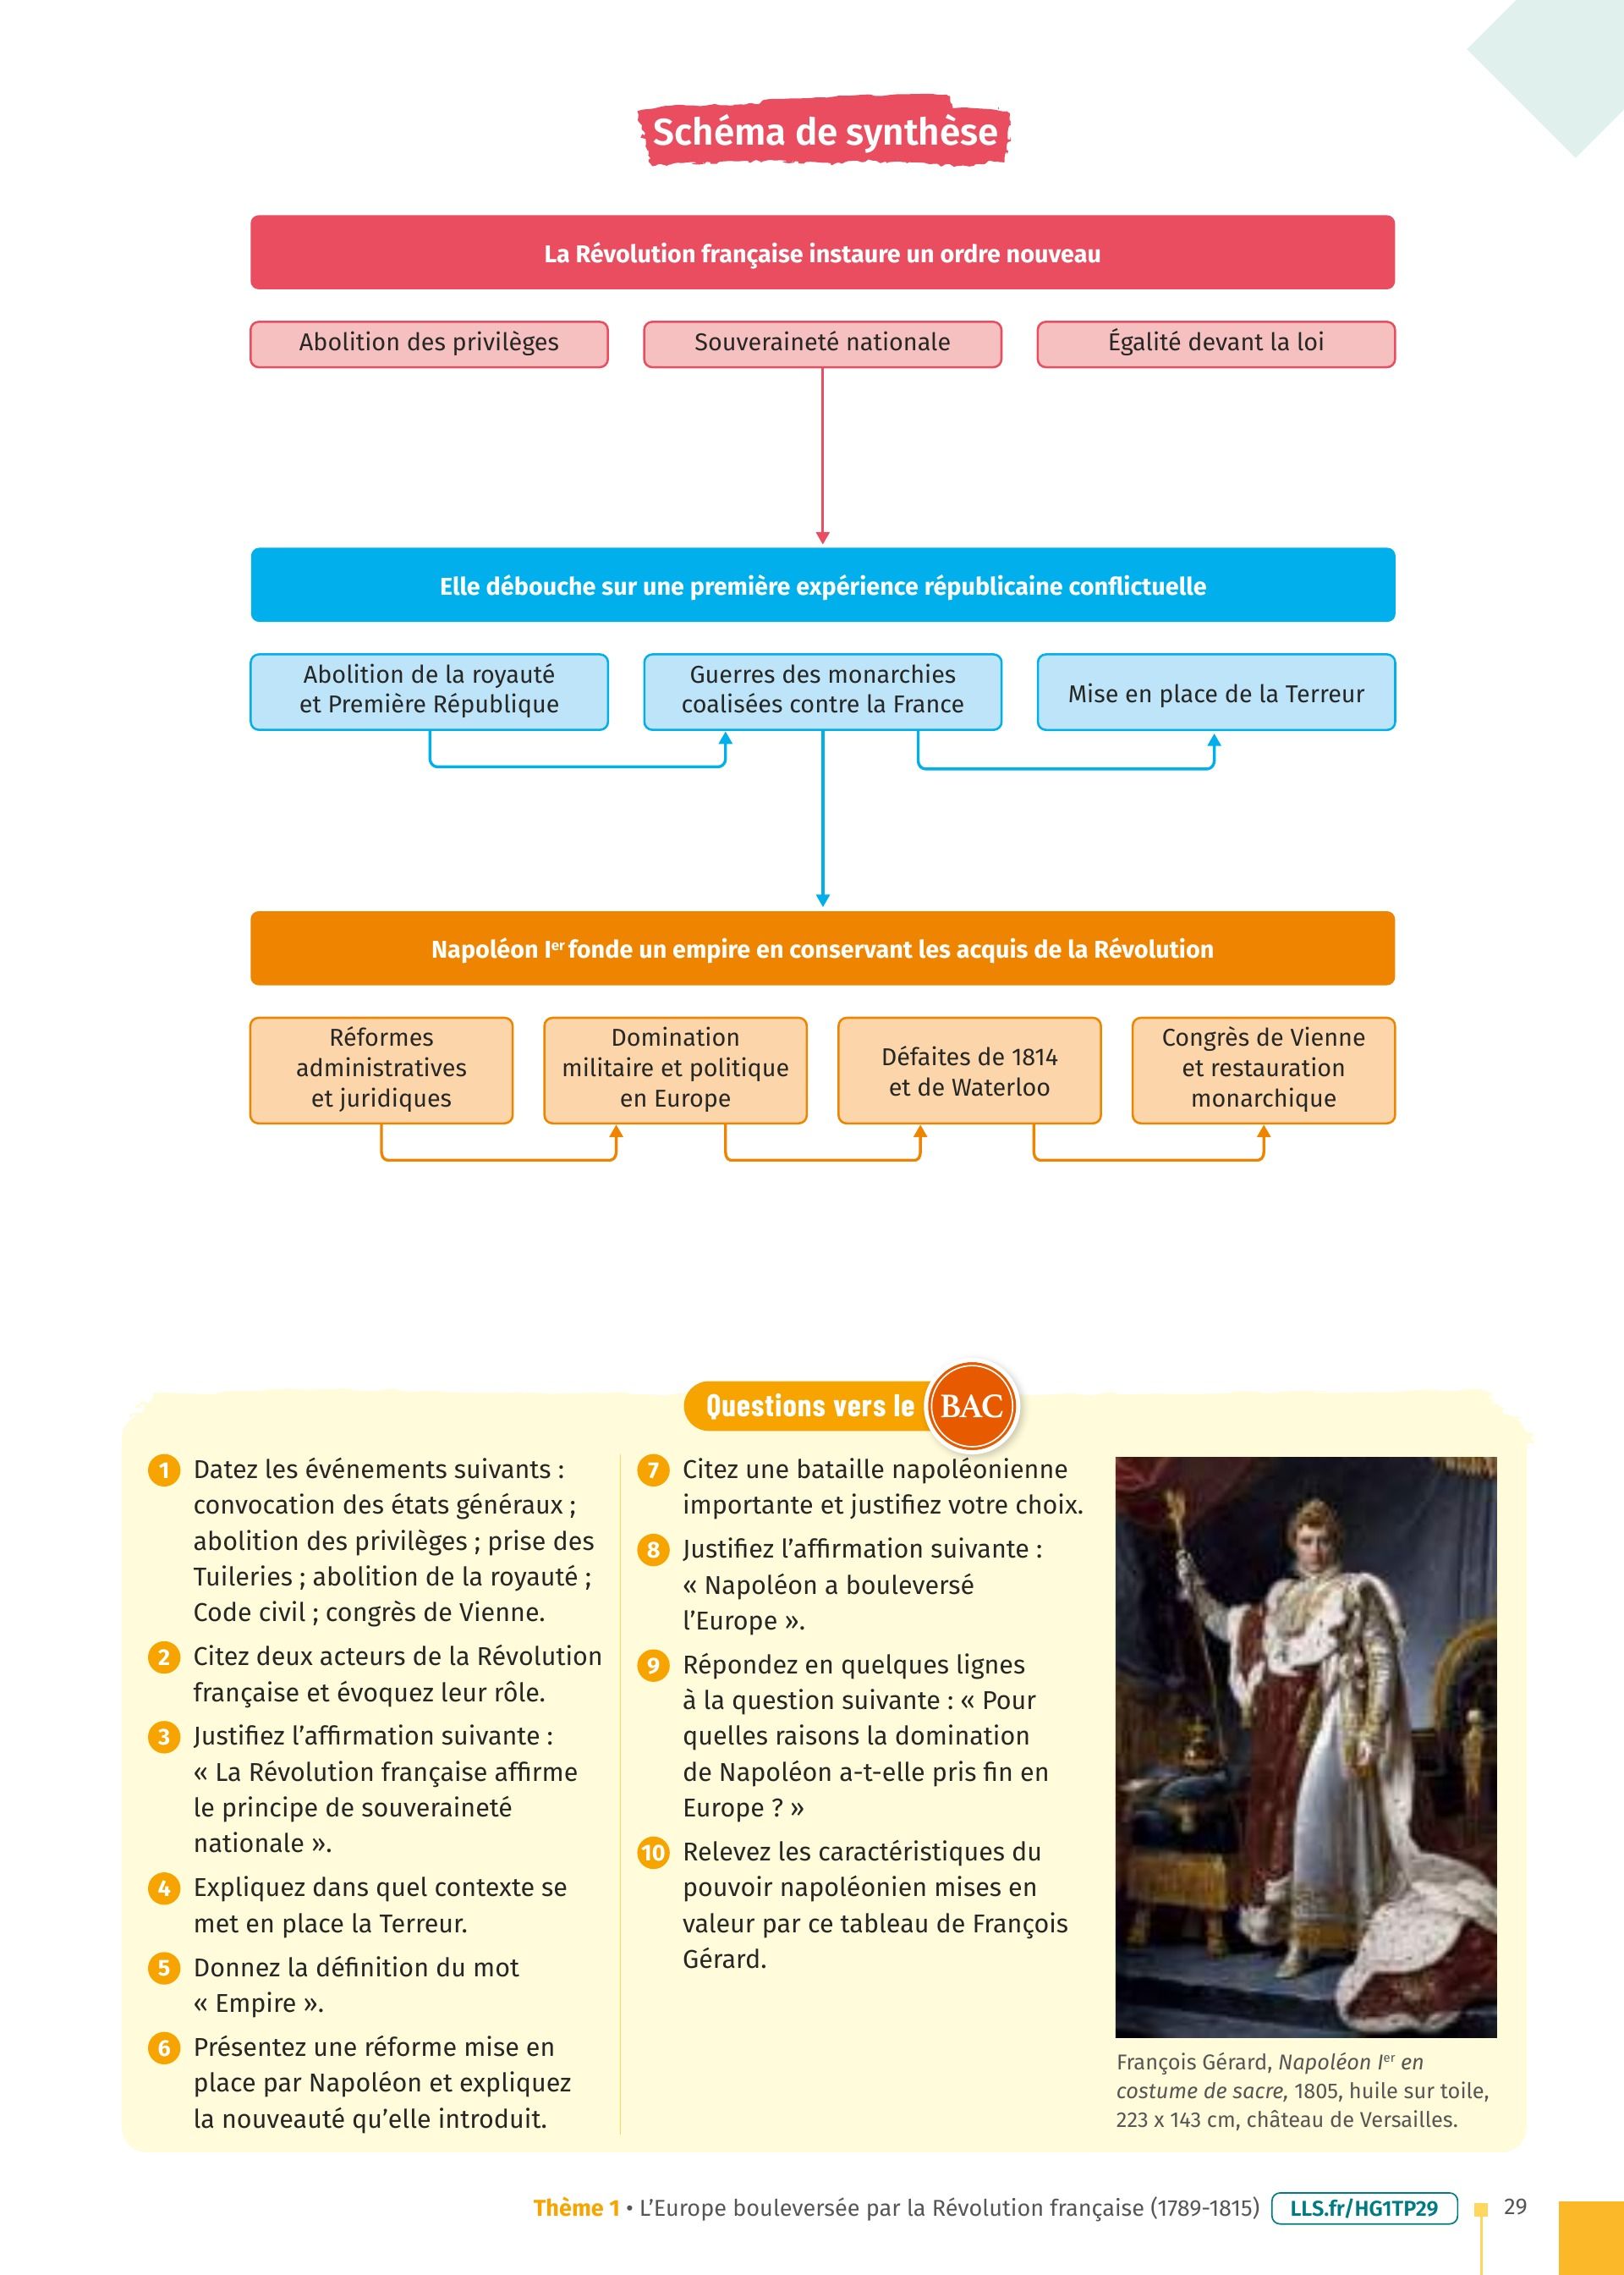 Schéma de synthèse
La Révolution française instaure un ordre nouveau
Abolition des privilèges
Souveraineté nationale
Égalité devant la loi
Elle débouche sur une première expérience républicaine conflictuelle
Abolition de la royauté
et Première République
Guerres des monarchies
coalisées contre la France
Mise en place de la Terreur
Napoléon Ier fonde un empire en conservant les acquis de la Révolution
Réformes
administratives
et juridiques
Domination
militaire et politique
en Europe
Défaites de 1814
et de Waterloo
Congrès de Vienne
et restauration
monarchique
Questions vers le BAC
1 Datez les événements suivants :
convocation des états généraux ;
abolition des privilèges ; prise des
Tuileries ; abolition de la royauté ;
Code civil ; congrès de Vienne.
2 Citez deux acteurs de la Révolution
française et évoquez leur rôle.
3 Justifiez l'affirmation suivante :
« La Révolution française affirme
le principe de souveraineté
nationale ».
4 Expliquez dans quel contexte se
met en place la Terreur.
5 Donnez la définition du mot
« Empire ».
6 Présentez une réforme mise en
place par Napoléon et expliquez
la nouveauté qu'elle introduit.
7 Citez une bataille napoléonienne
importante et justifiez votre choix.
8 Justifiez l'affirmation suivante :
« Napoléon a bouleversé
l'Europe ».
9 Répondez en quelques lignes
à la question suivante : « Pour
quelles raisons la domination
de Napoléon a-t-elle pris fin en
Europe ? »
10 Relevez les caractéristiques du
pouvoir napoléonien mises en
valeur par ce tableau de François
Gérard.
François Gérard, Napoléon Ier en
costume de sacre, 1805, huile sur toile,
223 x 143 cm, château de Versailles.
Thème 1 • L'Europe bouleversée par la Révolution française (1789-1815) LLS.fr/HG1TP29 29